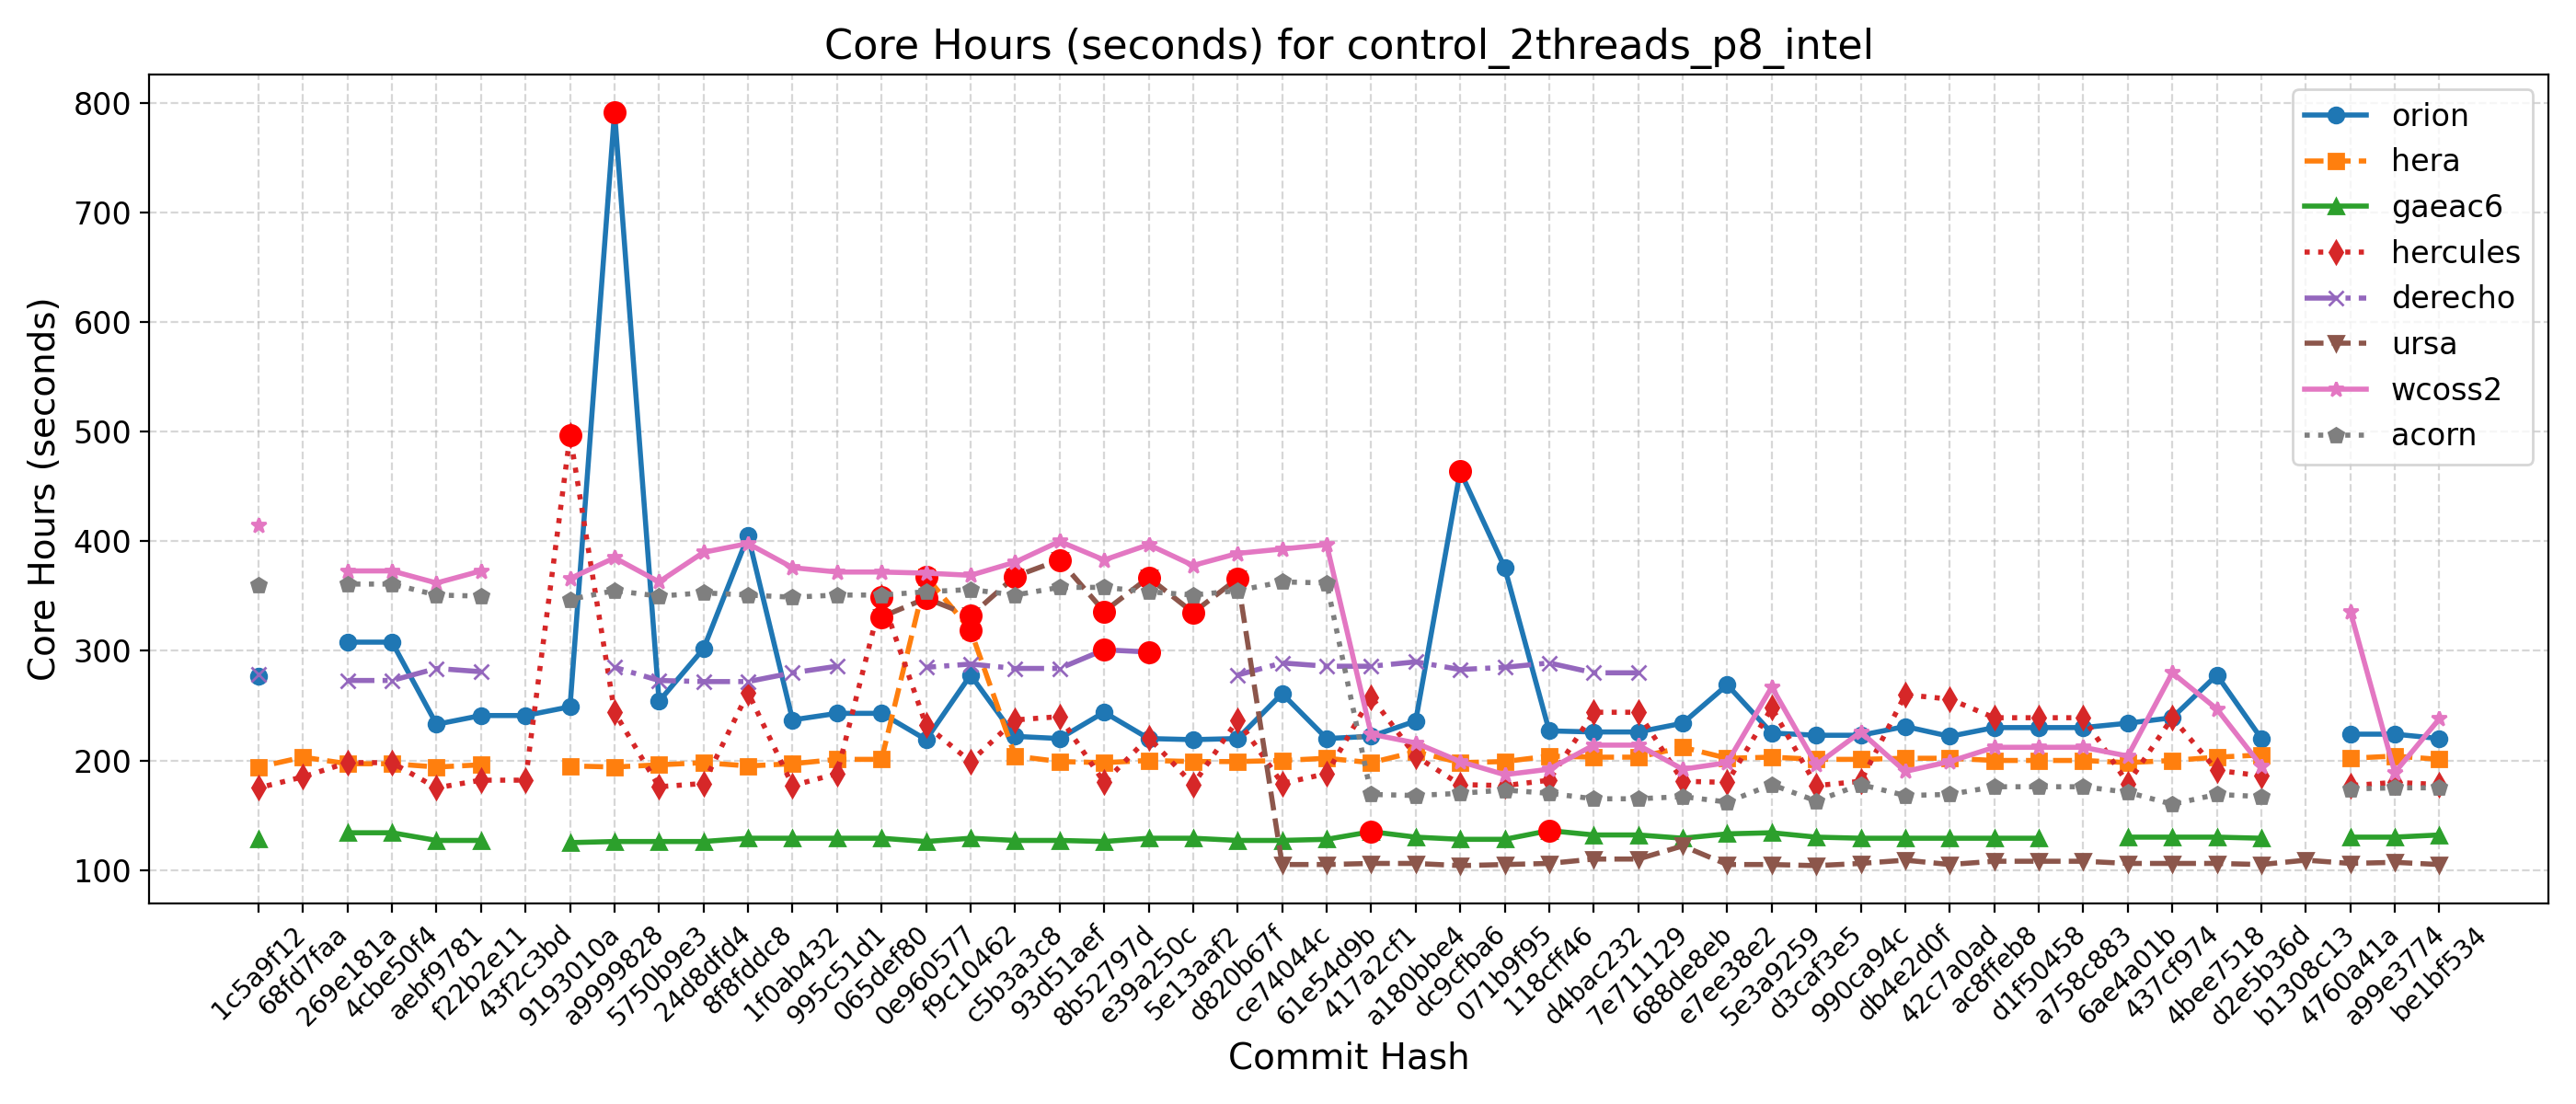 Core Hours (seconds) for control_2threads_p8_intel
Core Hours (seconds)
800
700
600
500
400
300
200
100
orion
hera
gaeac6
hercules
derecho
ursa
wcoss2
acorn
1c5a9f12
68fd7faa
269e181a
4cbe50f4
aebf9781
f22b2e11
43f2c3bd
9193010a
a9999828
5750b9e3
24d8dfd4
8f8fddc8
1f0ab432
995c51d1
065def80
0e960577
f9c10462
c5b3a3c8
93d51aef
8b52797d
e39a250c
5e13aaf2
d820b67f
ce74044c
61e54d9b
417a2cf1
a180bbe4
dc9cfba6
071b9f95
118cff46
d4bac232
7e711129
688de8eb
e7ee38e2
5e3a9259
d3caf3e5
990ca94c
db4e2d0f
42c7a0ad
ac8ffeb8
d1f50458
a758c883
6ae4a01b
437cf974
4bee7518
d2e5b36d
b1308c13
4760a41a
a99e3774
be1bf534
Commit Hash